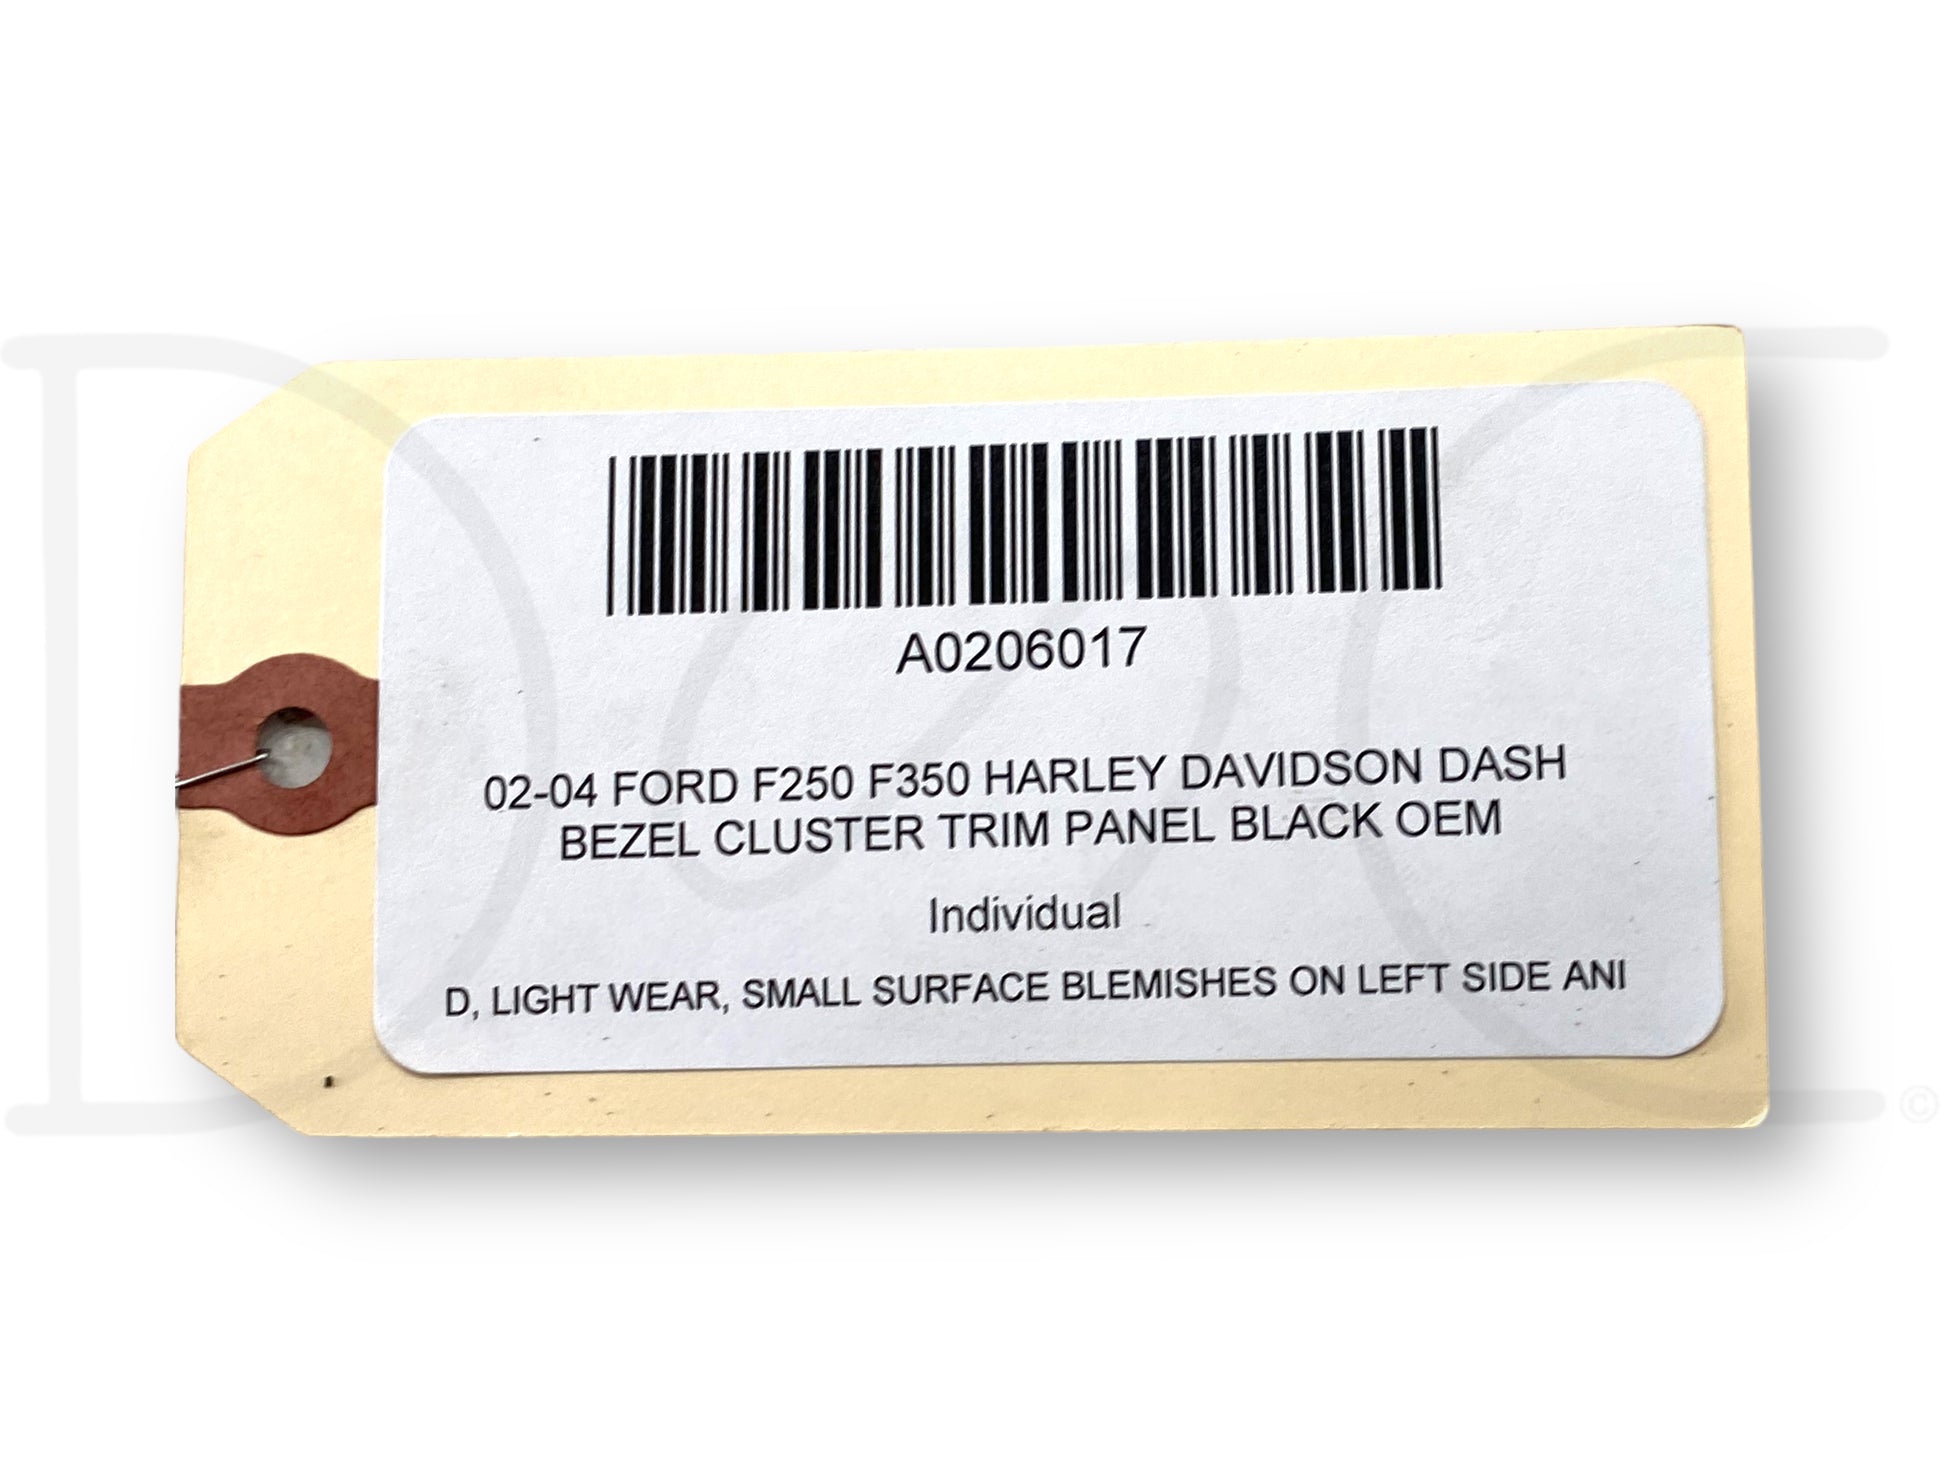 A0206017
02-04 FORD F250 F350 HARLEY DAVIDSON DASH
BEZEL CLUSTER TRIM PANEL BLACK OEM
Individual
D, LIGHT WEAR, SMALL SURFACE BLEMISHES ON LEFT SIDE ANI
©